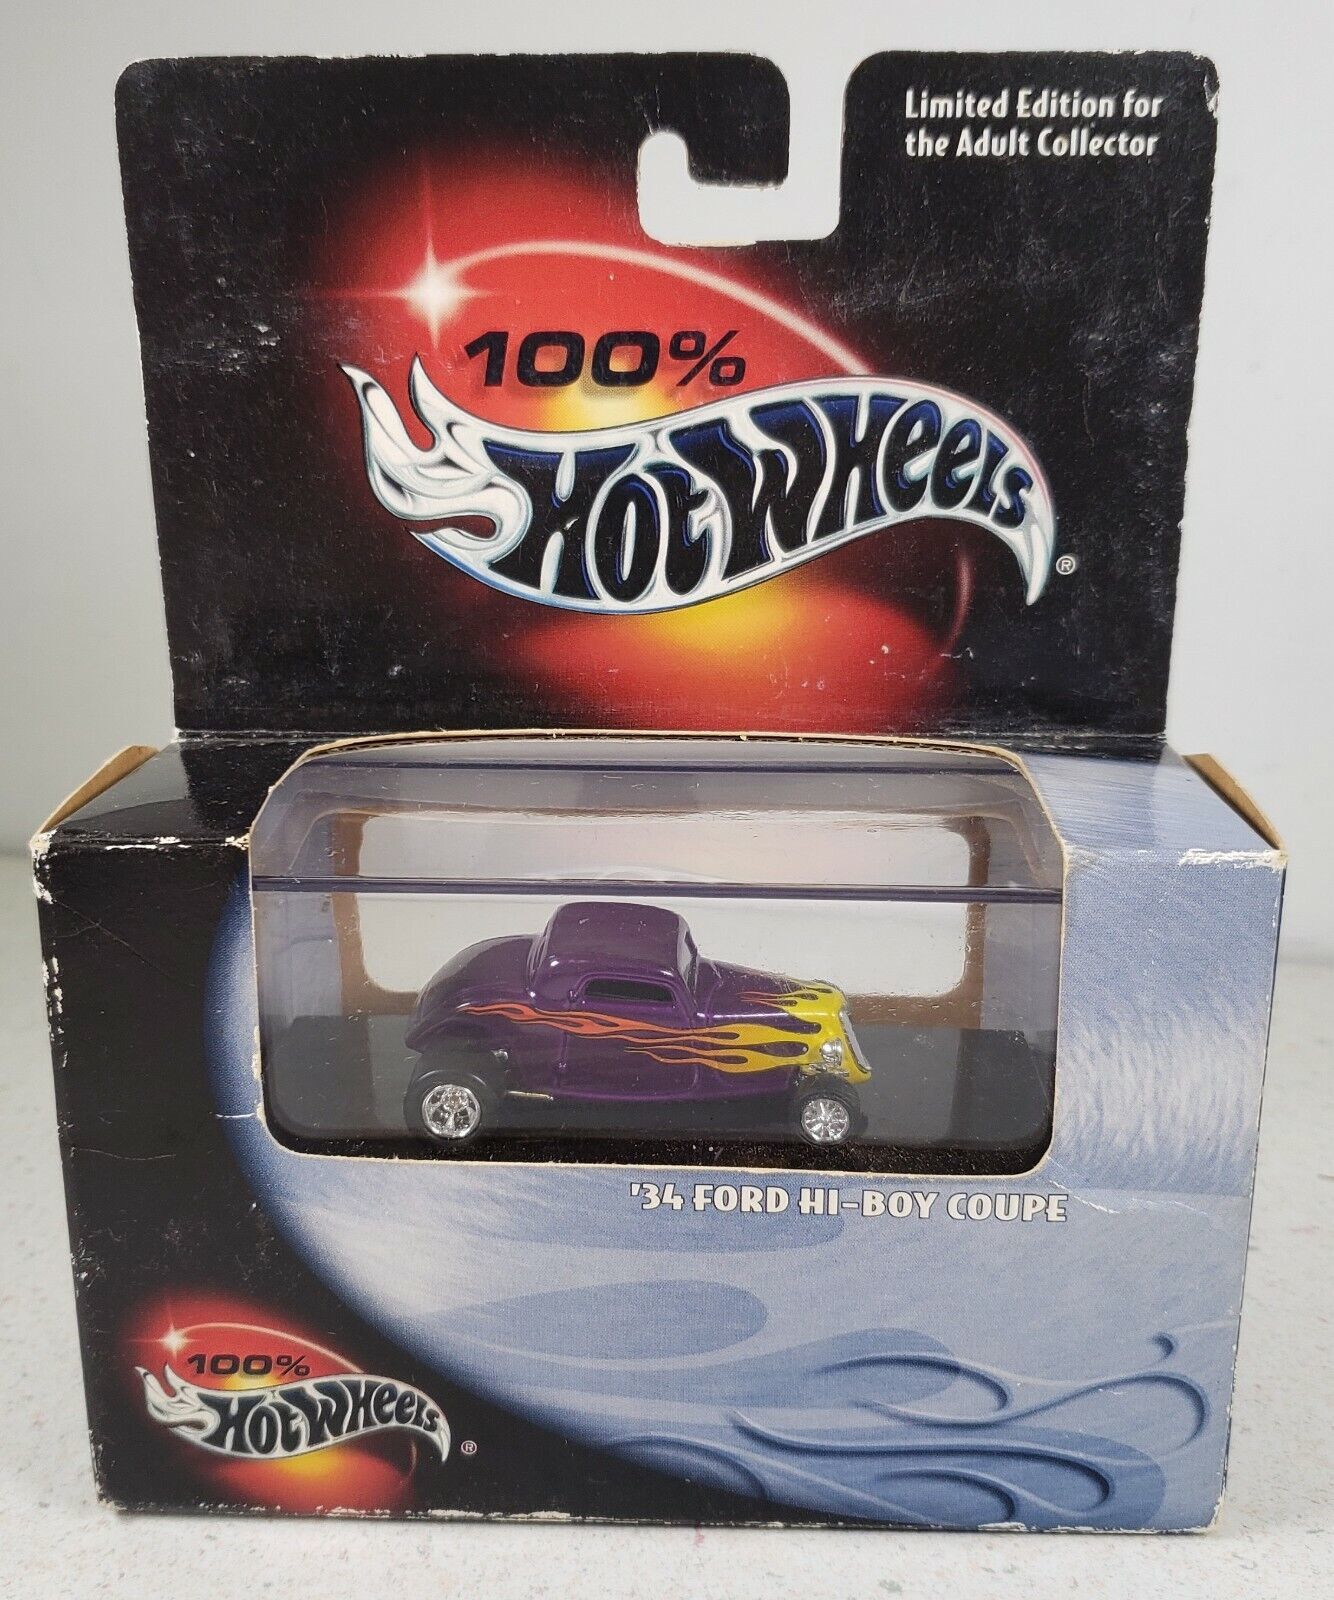 Limited Edition for
the Adult Collector
100%
Hot Wheels ®
'34 FORD HI-BOY COUPE
100%
Hot Wheels ®